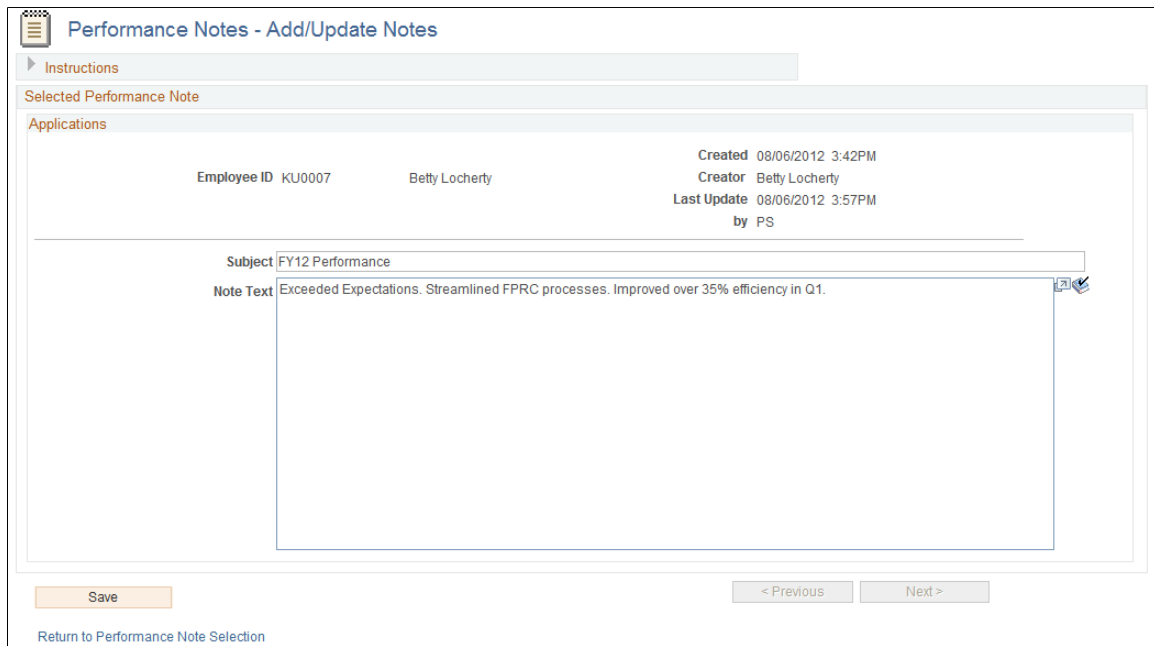 Performance Notes - Add/Update Notes
Instructions
Selected Performance Note
Applications
Created 08/06/2012 3:42PM
Employee ID KU0007 Betty Locherty Creator Betty Locherty
Last Update 08/06/2012 3:57PM
by PS
Subject FY12 Performance
Note Text Exceeded Expectations. Streamlined FPRC processes. Improved over 35% efficiency in Q1.
Save < Previous Next >
Return to Performance Note Selection